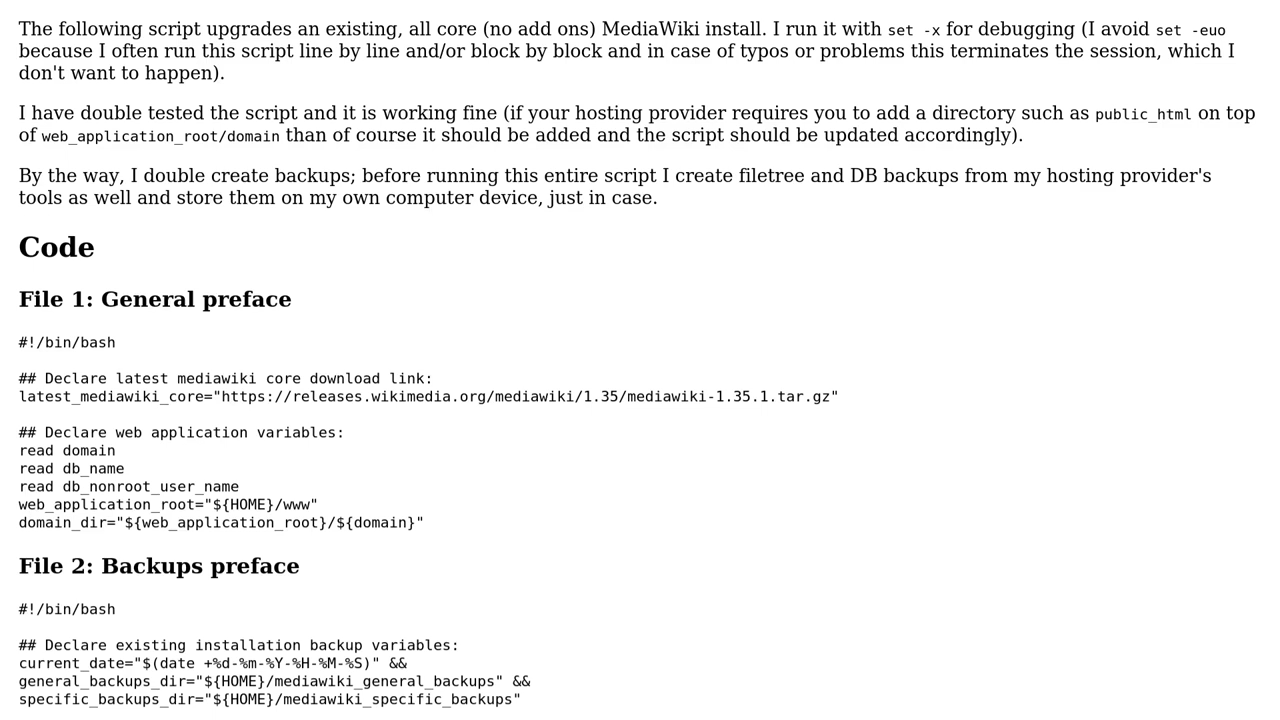 The following script upgrades an existing, all core (no add ons) MediaWiki install. I run it with set -x for debugging (I avoid set -euo
because I often run this script line by line and/or block by block and in case of typos or problems this terminates the session, which I
don't want to happen).
I have double tested the script and it is working fine (if your hosting provider requires you to add a directory such as public_html on top
of web_application_root/domain than of course it should be added and the script should be updated accordingly).
By the way, I double create backups; before running this entire script I create filetree and DB backups from my hosting provider's
tools as well and store them on my own computer device, just in case.
Code
File 1: General preface
#!/bin/bash
## Declare latest mediawiki core download link:
latest_mediawiki_core="https://releases.wikimedia.org/mediawiki/1.35/mediawiki-1.35.1.tar.gz"
## Declare web application variables:
read domain
read db_name
read db_nonroot_user_name
web_application_root="${HOME}/www"
domain_dir="${web_application_root}/${domain}"
File 2: Backups preface
#!/bin/bash
## Declare existing installation backup variables:
current_date="$(date +%d-%m-%Y-%H-%M-%S)" &&
general_backups_dir="${HOME}/mediawiki_general_backups" &&
specific_backups_dir="${HOME}/mediawiki_specific_backups"